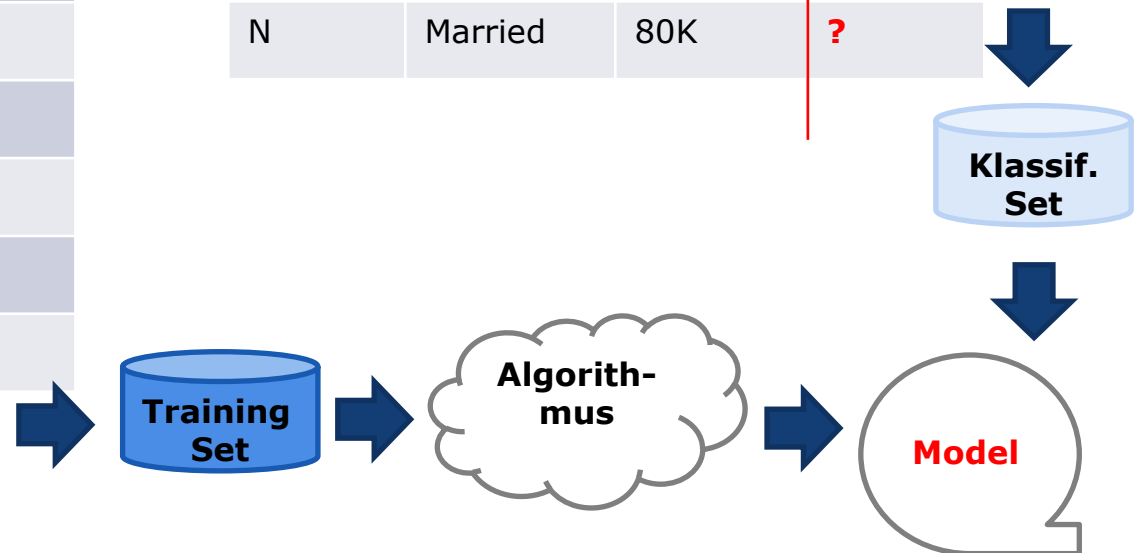 N Married 80K ?
Klassif.
Set
Training
Set
Algorith-
mus
Model